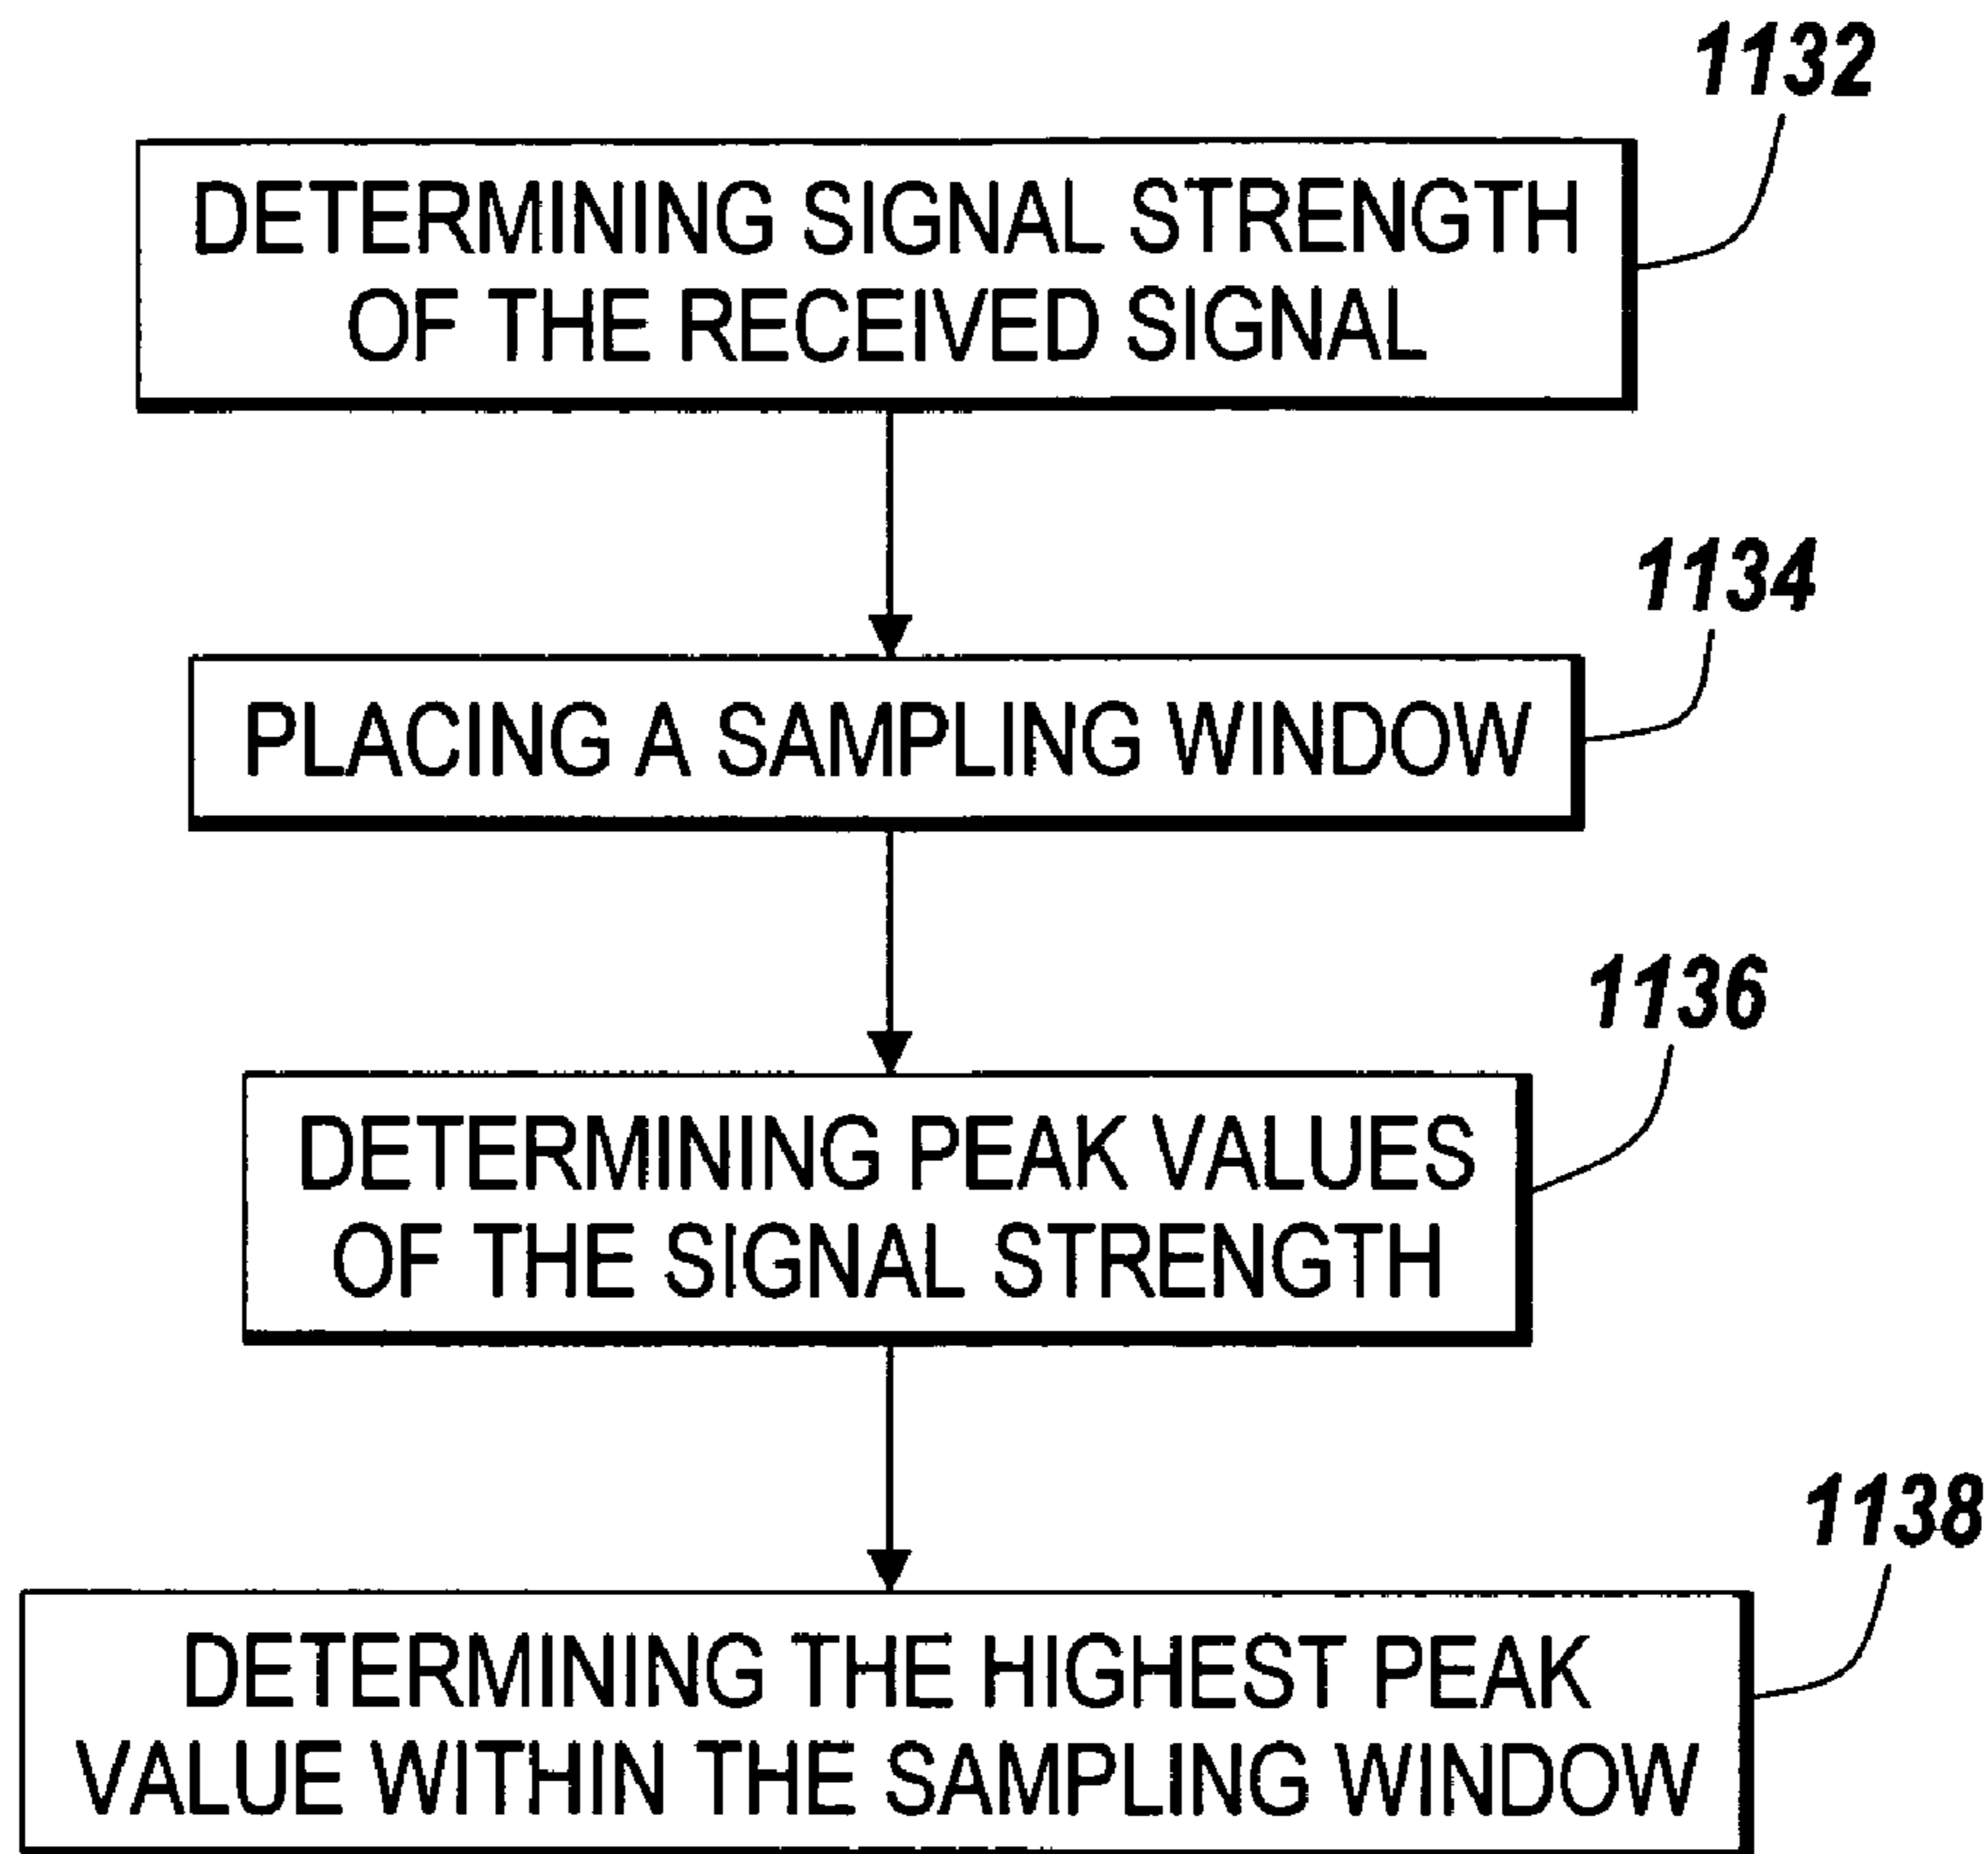 1132
DETERMINING SIGNAL STRENGTH
OF THE RECEIVED SIGNAL
1134
PLACING A SAMPLING WINDOW
1136
DETERMINING PEAK VALUES
OF THE SIGNAL STRENGTH
1138
DETERMINING THE HIGHEST PEAK
VALUE WITHIN THE SAMPLING WINDOW